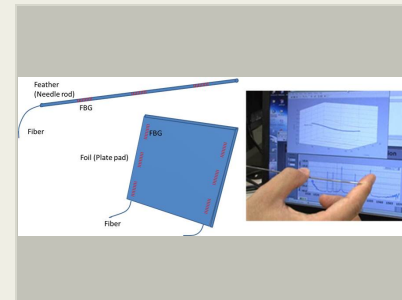 Feather
(Needle rod)
FBG
Fiber
FBG
Foil (Plate pad)
Fiber